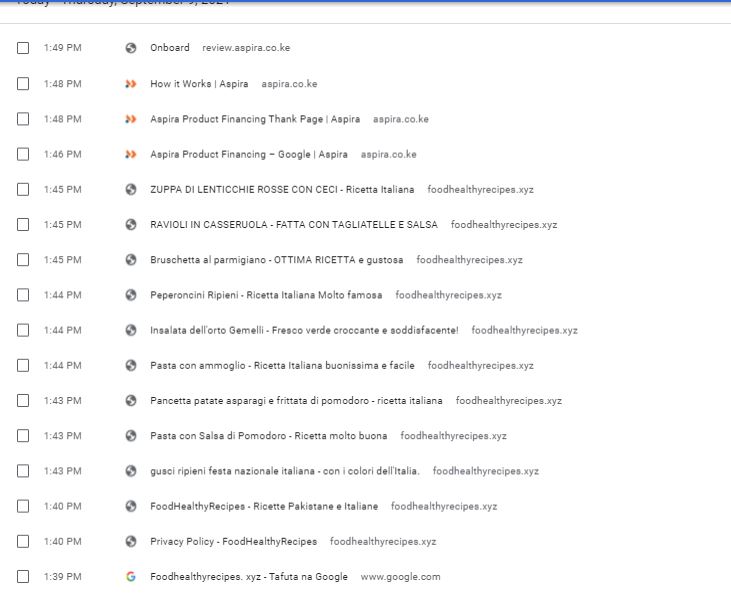 Today - Thursday, September 9, 2021
1:49 PM Onboard review.aspira.co.ke
1:48 PM How it Works | Aspira aspira.co.ke
1:48 PM Aspira Product Financing Thank Page | Aspira aspira.co.ke
1:46 PM Aspira Product Financing – Google | Aspira aspira.co.ke
1:45 PM ZUPPA DI LENTICCHIE ROSSE CON CECI - Ricetta Italiana foodhealthyrecipes.xyz
1:45 PM RAVIOLI IN CASSERUOLA - FATTA CON TAGLIATELLE E SALSA foodhealthyrecipes.xyz
1:45 PM Bruschetta al parmigiano - OTTIMA RICETTA e gustosa foodhealthyrecipes.xyz
1:44 PM Peperoncini Ripieni - Ricetta Italiana Molto famosa foodhealthyrecipes.xyz
1:44 PM Insalata dell'orto Gemelli - Fresco verde croccante e soddisfacente! foodhealthyrecipes.xyz
1:44 PM Pasta con ammoglio - Ricetta Italiana buonissima e facile foodhealthyrecipes.xyz
1:43 PM Pancetta patate asparagi e frittata di pomodoro - ricetta italiana foodhealthyrecipes.xyz
1:43 PM Pasta con Salsa di Pomodoro - Ricetta molto buona foodhealthyrecipes.xyz
1:43 PM gusci ripieni festa nazionale italiana - con i colori dell'Italia. foodhealthyrecipes.xyz
1:40 PM FoodHealthyRecipes - Ricette Pakistane e Italiane foodhealthyrecipes.xyz
1:40 PM Privacy Policy - FoodHealthyRecipes foodhealthyrecipes.xyz
1:39 PM Foodhealthyrecipes. xyz - Tafuta na Google www.google.com